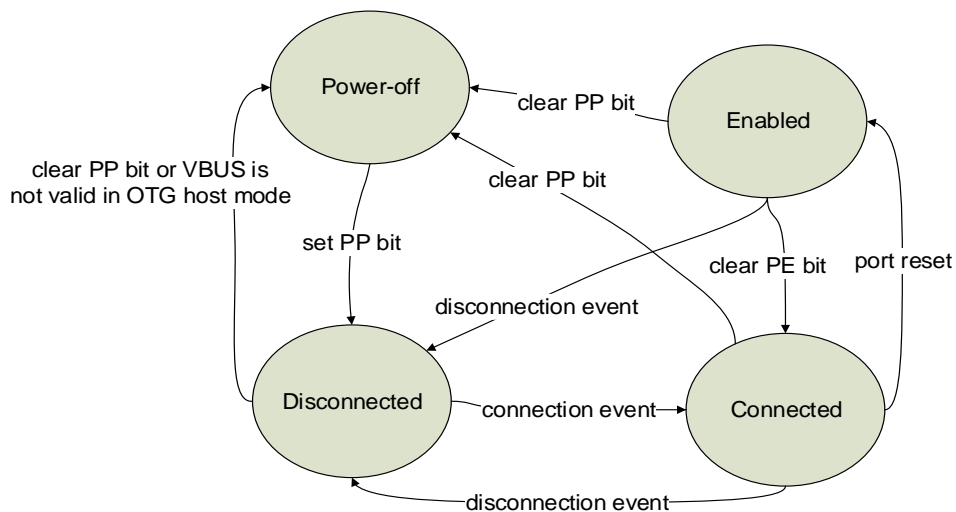 Power-off
Enabled
clear PP bit
clear PP bit or VBUS is
not valid in OTG host mode
clear PP bit
set PP bit
clear PE bit
port reset
disconnection event
Disconnected
connection event
Connected
disconnection event